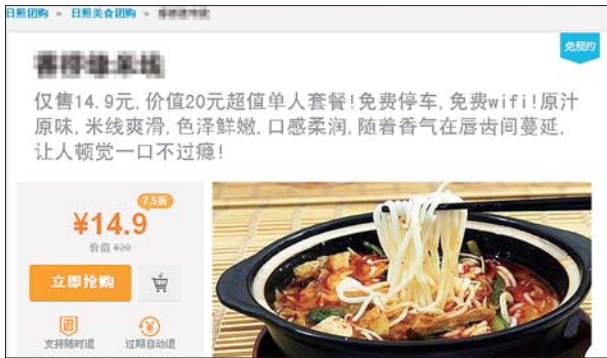 日照团购 » 日照美食团购 »
免预约
仅售14.9元,价值20元超值单人套餐!免费停车,免费wifi!原汁
原味,米线爽滑,色泽鲜嫩,口感柔润,随着香气在唇齿间蔓延,
让人顿觉一口不过瘾!
7.5折
¥14.9
价值 ¥20
立即抢购
退
¥
支持随时退 过期自动退